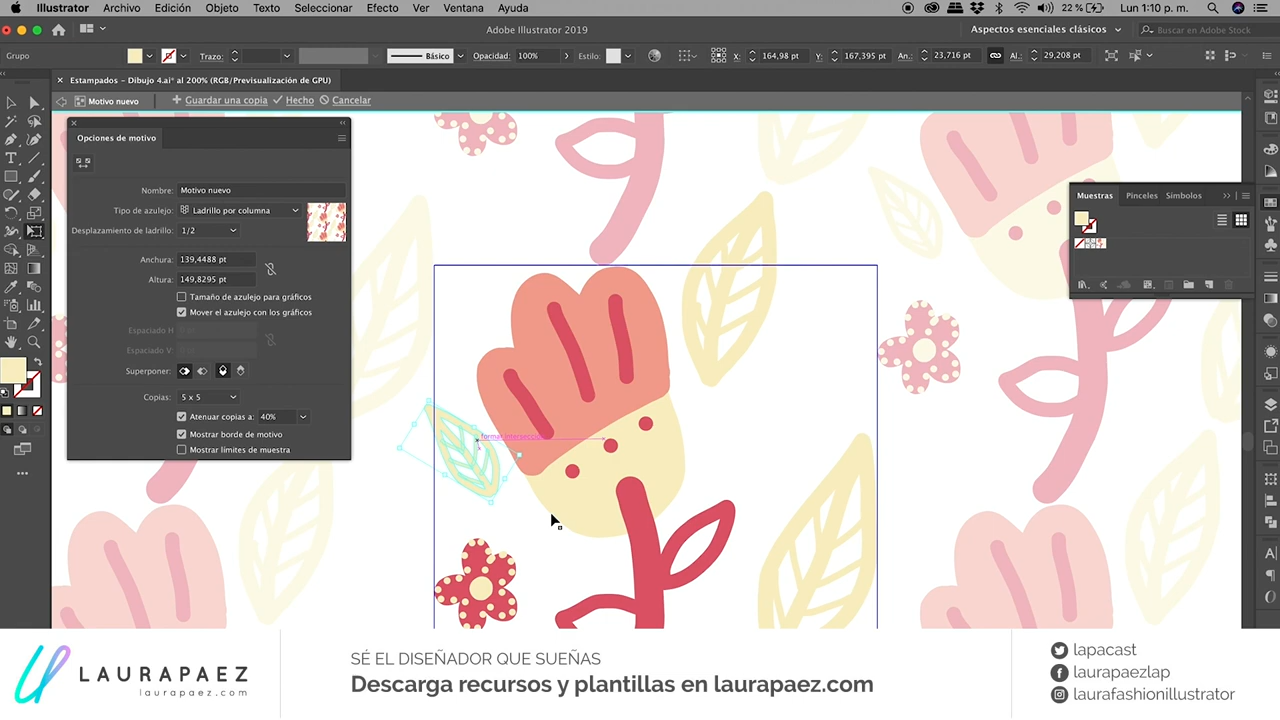 Illustrator Archivo Edición Objeto Texto Seleccionar Efecto Ver Ventana Ayuda 22 % Lun 1:10 p. m.
Adobe Illustrator 2019 Aspectos esenciales clásicos Buscar en Adobe Stock
Grupo Trazo: Básico Opacidad: 100% Estilo: X: 164,98 pt Y: 167,395 pt An.: 23,716 pt Al.: 29,208 pt
Estampados – Dibujo 4.ai* al 200% (RGB/Previsualización de GPU)
Motivo nuevo + Guardar una copia Hecho Cancelar
Opciones de motivo
Nombre: Motivo nuevo
Tipo de azulejo: Ladrillo por columna
Desplazamiento de ladrillo: 1/2
Anchura: 139,4488 pt
Altura: 149,8295 pt
Tamaño de azulejo para gráficos
Mover el azulejo con los gráficos
Espaciado H
Espaciado V:
Superponer:
Copias: 5 x 5
Atenuar copias a: 40%
Mostrar borde de motivo
Mostrar límites de muestra
Muestras Pinceles Símbolos
LAURAPAEZ
laurapaez.com
SÉ EL DISEÑADOR QUE SUEÑAS
Descarga recursos y plantillas en laurapaez.com
lapacast
laurapaezlap
laurafashionillustrator